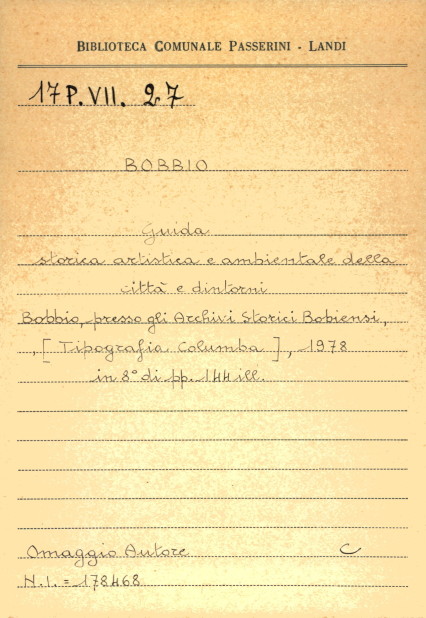 BIBLIOTECA COMUNALE PASSERINI - LANDI
17 P. VII. 27
BOBBIO
Guida
storica artistica e ambientale della
città e dintorni
Bobbio, presso gli Archivi Storici Bobiensi,
, [Tipografia Columba], 1978
in 8° di pp. 144 ill.
Omaggio Autore C
N.I. = 178468